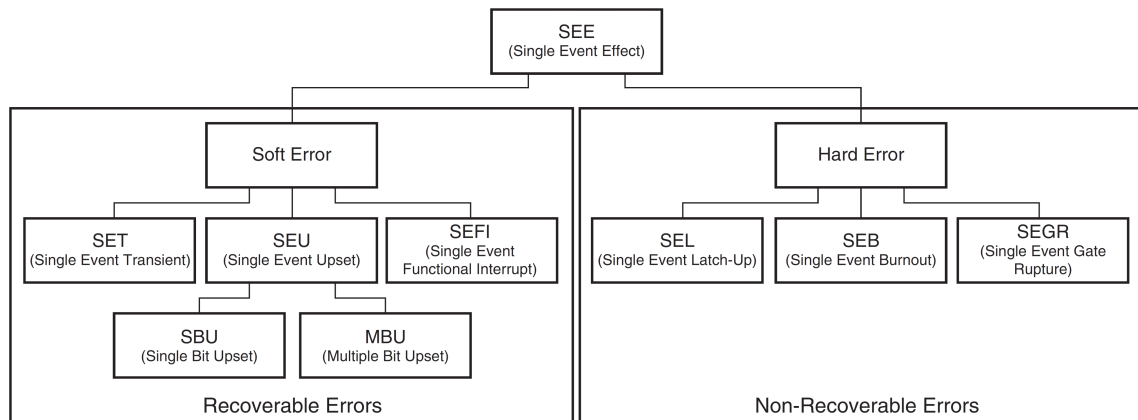 SEE
(Single Event Effect)
Soft Error
Hard Error
SET
(Single Event Transient)
SEU
(Single Event Upset)
SEFI
(Single Event
Functional Interrupt)
SEL
(Single Event Latch-Up)
SEB
(Single Event Burnout)
SEGR
(Single Event Gate
Rupture)
SBU
(Single Bit Upset)
MBU
(Multiple Bit Upset)
Recoverable Errors
Non-Recoverable Errors